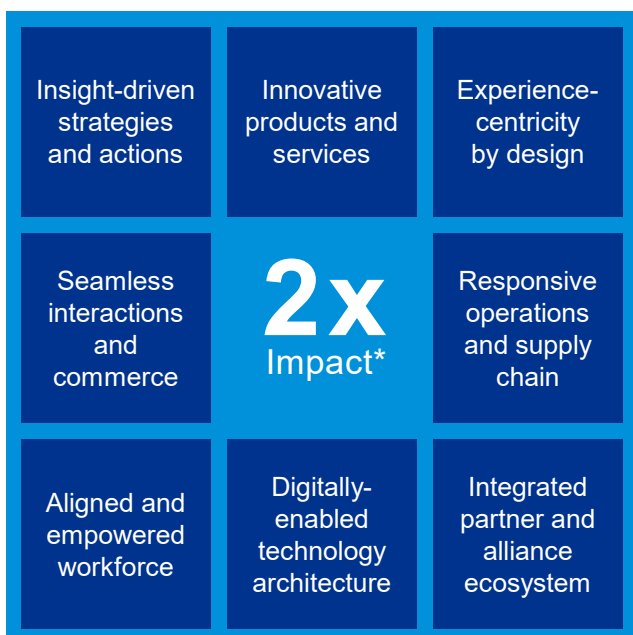 Insight-driven
strategies
and actions
Innovative
products and
services
Experience-
centricity
by design
Seamless
interactions
and
commerce
2x
Impact*
Responsive
operations
and supply
chain
Aligned and
empowered
workforce
Digitally-
enabled
technology
architecture
Integrated
partner and
alliance
ecosystem